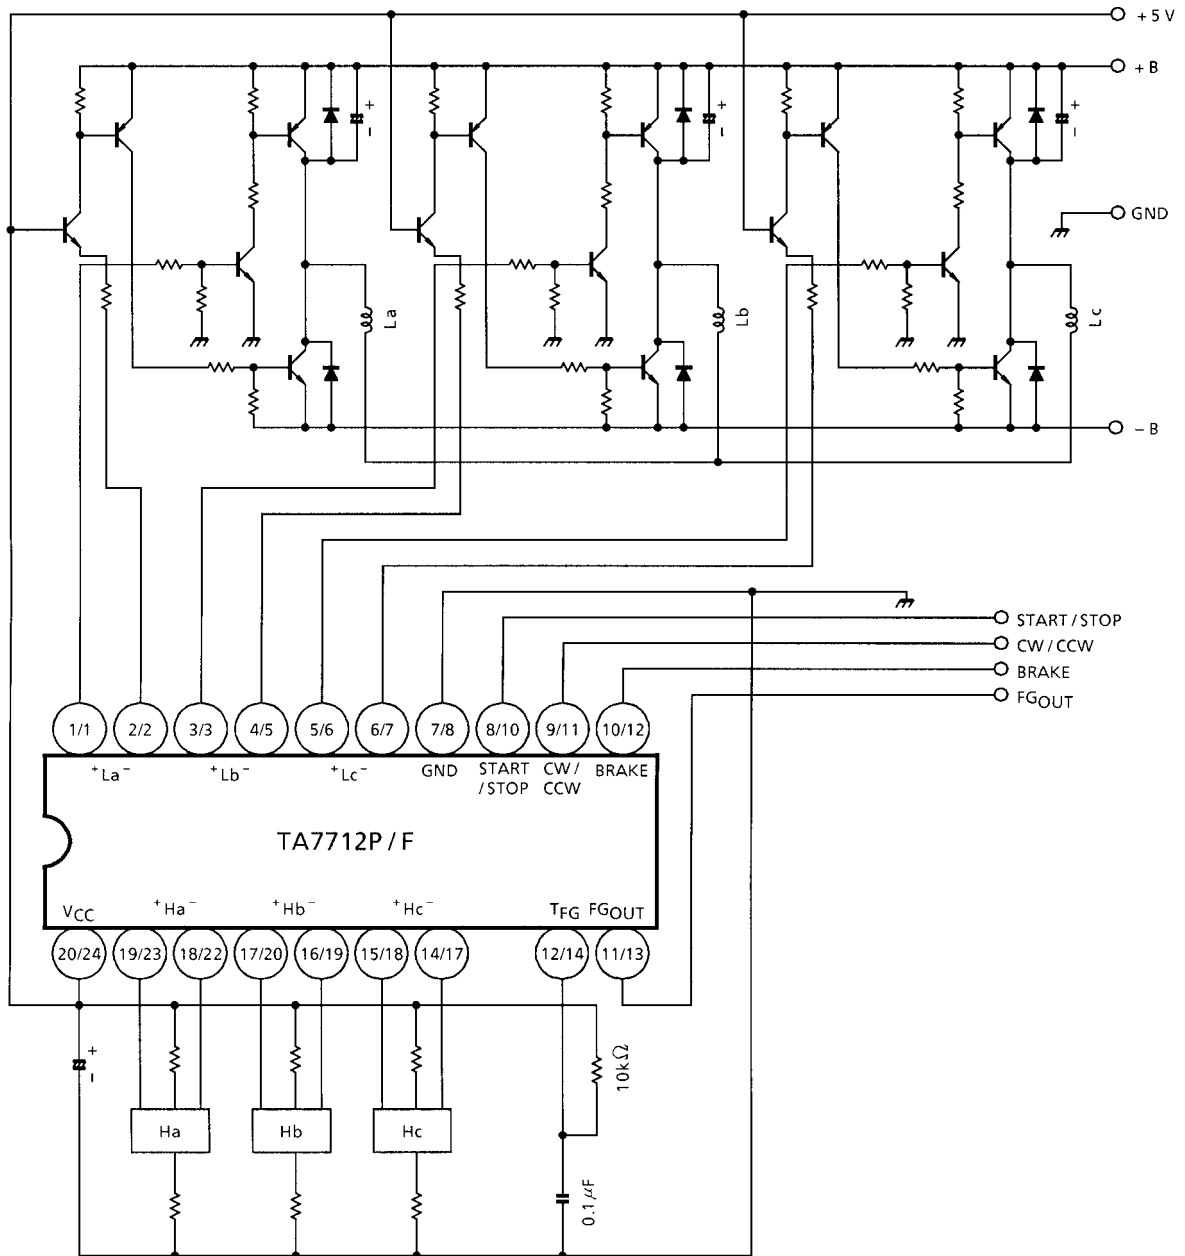 +5 V
+B
+
-
+
-
+
-
GND
La
Lb
Lc
-B
START/STOP
CW/CCW
BRAKE
FGOUT
1/1
2/2
3/3
4/5
5/6
6/7
7/8
8/10
9/11
10/12
+La-
+Lb-
+Lc-
GND
START
/STOP
CW/
CCW
BRAKE
TA7712P/F
VCC
+Ha-
+Hb-
+Hc-
TFG
FGOUT
20/24
19/23
18/22
17/20
16/19
15/18
14/17
12/14
11/13
+
-
10kΩ
Ha
Hb
Hc
0.1μF